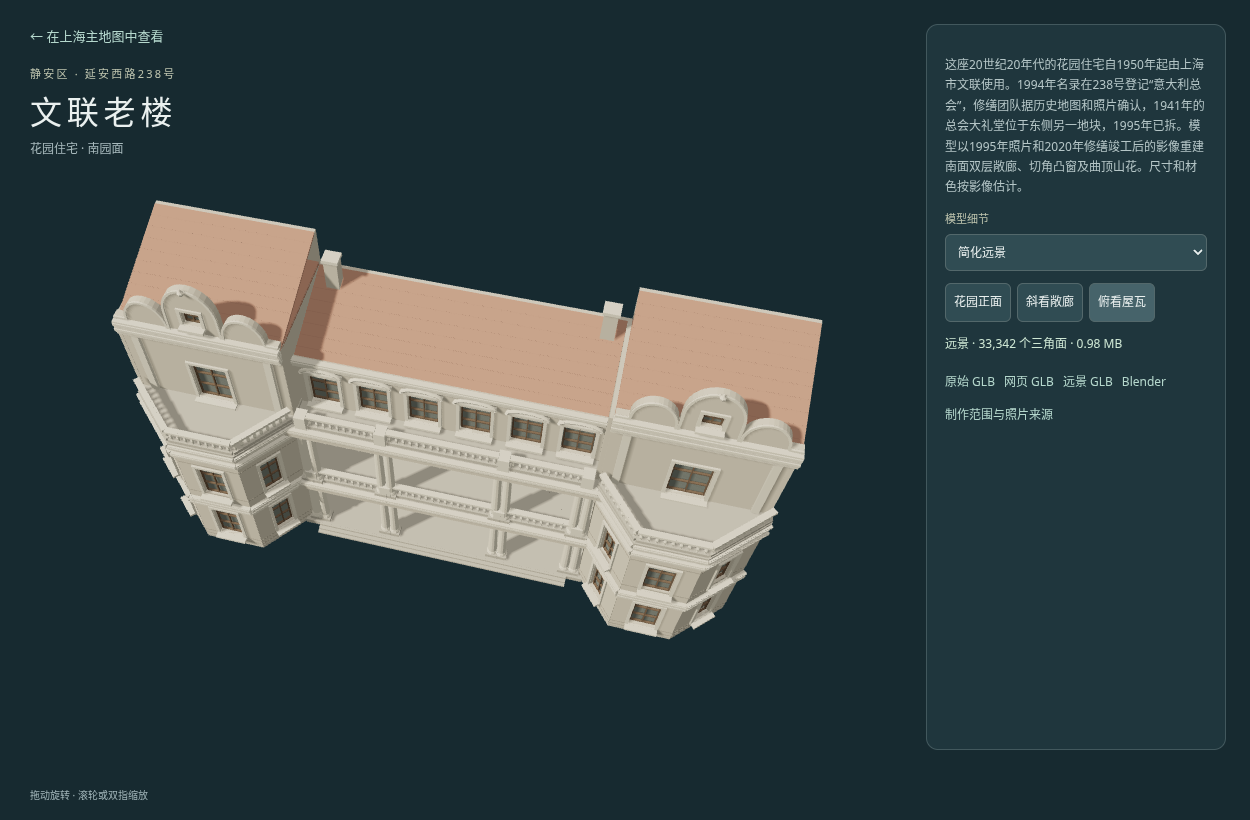 ← 在上海主地图中查看
静安区 · 延安西路238号
文联老楼
花园住宅 · 南园面
这座20世纪20年代的花园住宅自1950年起由上海
市文联使用。1994年名录在238号登记“意大利总
会”，修缮团队据历史地图和照片确认，1941年的
总会大礼堂位于东侧另一地块，1995年已拆。模
型以1995年照片和2020年修缮竣工后的影像重建
南面双层敞廊、切角凸窗及曲顶山花。尺寸和材
色按影像估计。
模型细节
简化远景
花园正面 斜看敞廊 俯看屋瓦
远景 · 33,342 个三角面 · 0.98 MB
原始 GLB 网页 GLB 远景 GLB Blender
制作范围与照片来源
拖动旋转 · 滚轮或双指缩放